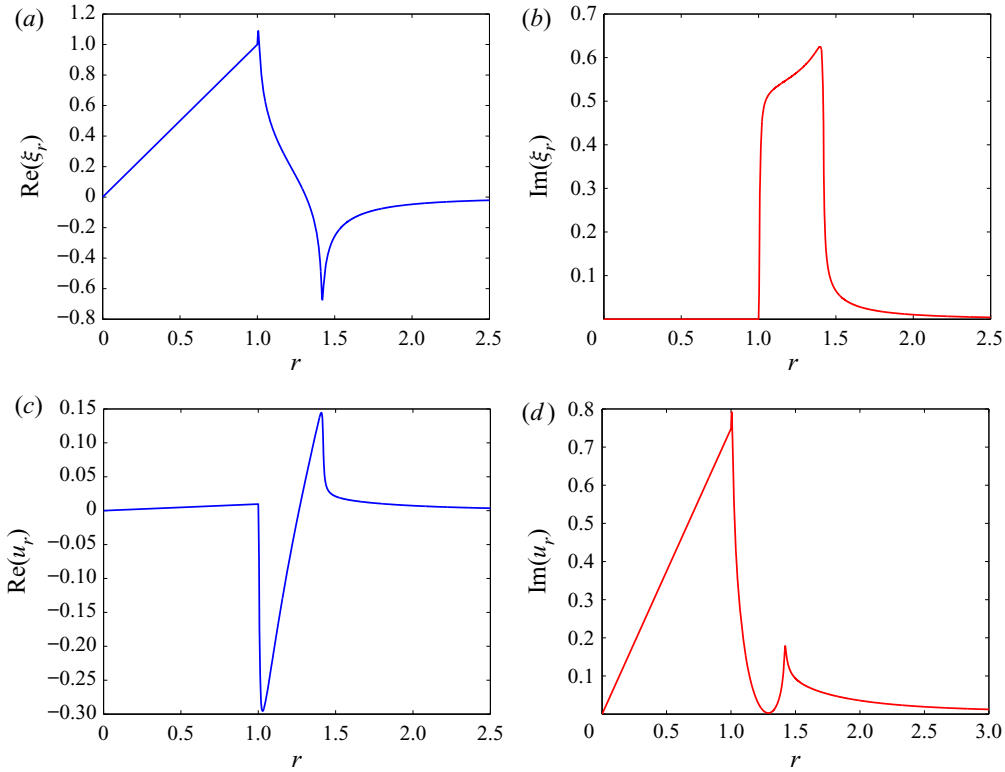 (a)
1.2
1.0
0.8
0.6
0.4
0.2
0
−0.2
−0.4
−0.6
−0.8
Re(ξr)
0 0.5 1.0 1.5 2.0 2.5
r
(b)
0.7
0.6
0.5
0.4
0.3
0.2
0.1
Im(ξr)
0 0.5 1.0 1.5 2.0 2.5
r
(c)
0.15
0.10
0.05
0
−0.05
−0.10
−0.15
−0.20
−0.25
−0.30
Re(ur)
0 0.5 1.0 1.5 2.0 2.5
r
(d)
0.8
0.7
0.6
0.5
0.4
0.3
0.2
0.1
Im(ur)
0 0.5 1.0 1.5 2.0 2.5 3.0
r